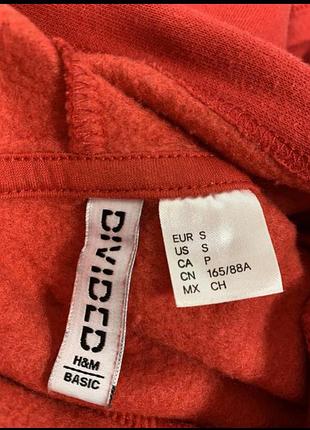 DIVIDED
H&M
BASIC
EUR S
US S
CA P
CN 165/88A
MX CH